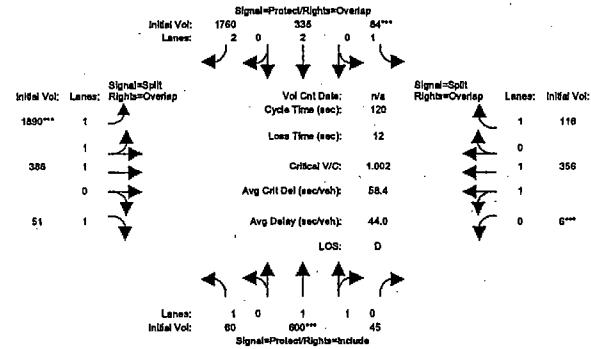 Signal=Protect/Rights=Overlap
Initial Vol: 1760 335 84***
Lanes: 2 0 2 0 1
Signal=Split
Rights=Overlap
Initial Vol: Lanes:
1890*** 1
1
386 1
0
51 1
Vol Cnt Date: n/a
Cycle Time (sec): 120
Loss Time (sec): 12
Critical V/C: 1.002
Avg Crit Del (sec/veh): 58.4
Avg Delay (sec/veh): 44.0
LOS: D
Signal=Split
Rights=Overlap
Lanes: Initial Vol:
1 116
0
1 356
1
0 6***
Lanes: 1 0 1 1 0
Initial Vol: 60 600*** 45
Signal=Protect/Rights=Include